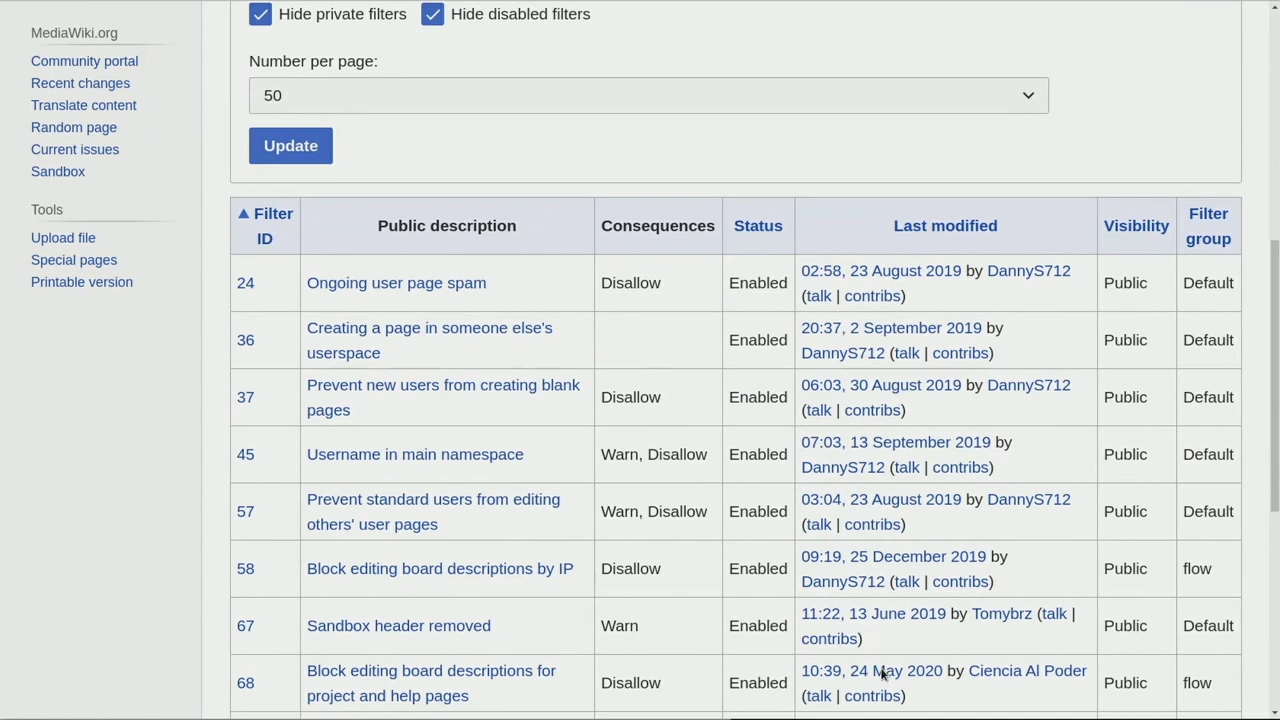 Hide private filters Hide disabled filters
MediaWiki.org
Community portal
Recent changes
Translate content
Random page
Current issues
Sandbox
Tools
Upload file
Special pages
Printable version
Number per page:
50
Update
▲ Filter ID Public description Consequences Status Last modified Visibility Filter group
24 Ongoing user page spam Disallow Enabled 02:58, 23 August 2019 by DannyS712 (talk | contribs) Public Default
36 Creating a page in someone else's userspace Enabled 20:37, 2 September 2019 by DannyS712 (talk | contribs) Public Default
37 Prevent new users from creating blank pages Disallow Enabled 06:03, 30 August 2019 by DannyS712 (talk | contribs) Public Default
45 Username in main namespace Warn, Disallow Enabled 07:03, 13 September 2019 by DannyS712 (talk | contribs) Public Default
57 Prevent standard users from editing others' user pages Warn, Disallow Enabled 03:04, 23 August 2019 by DannyS712 (talk | contribs) Public Default
58 Block editing board descriptions by IP Disallow Enabled 09:19, 25 December 2019 by DannyS712 (talk | contribs) Public flow
67 Sandbox header removed Warn Enabled 11:22, 13 June 2019 by Tomybrz (talk | contribs) Public Default
68 Block editing board descriptions for project and help pages Disallow Enabled 10:39, 24 May 2020 by Ciencia Al Poder (talk | contribs) Public flow